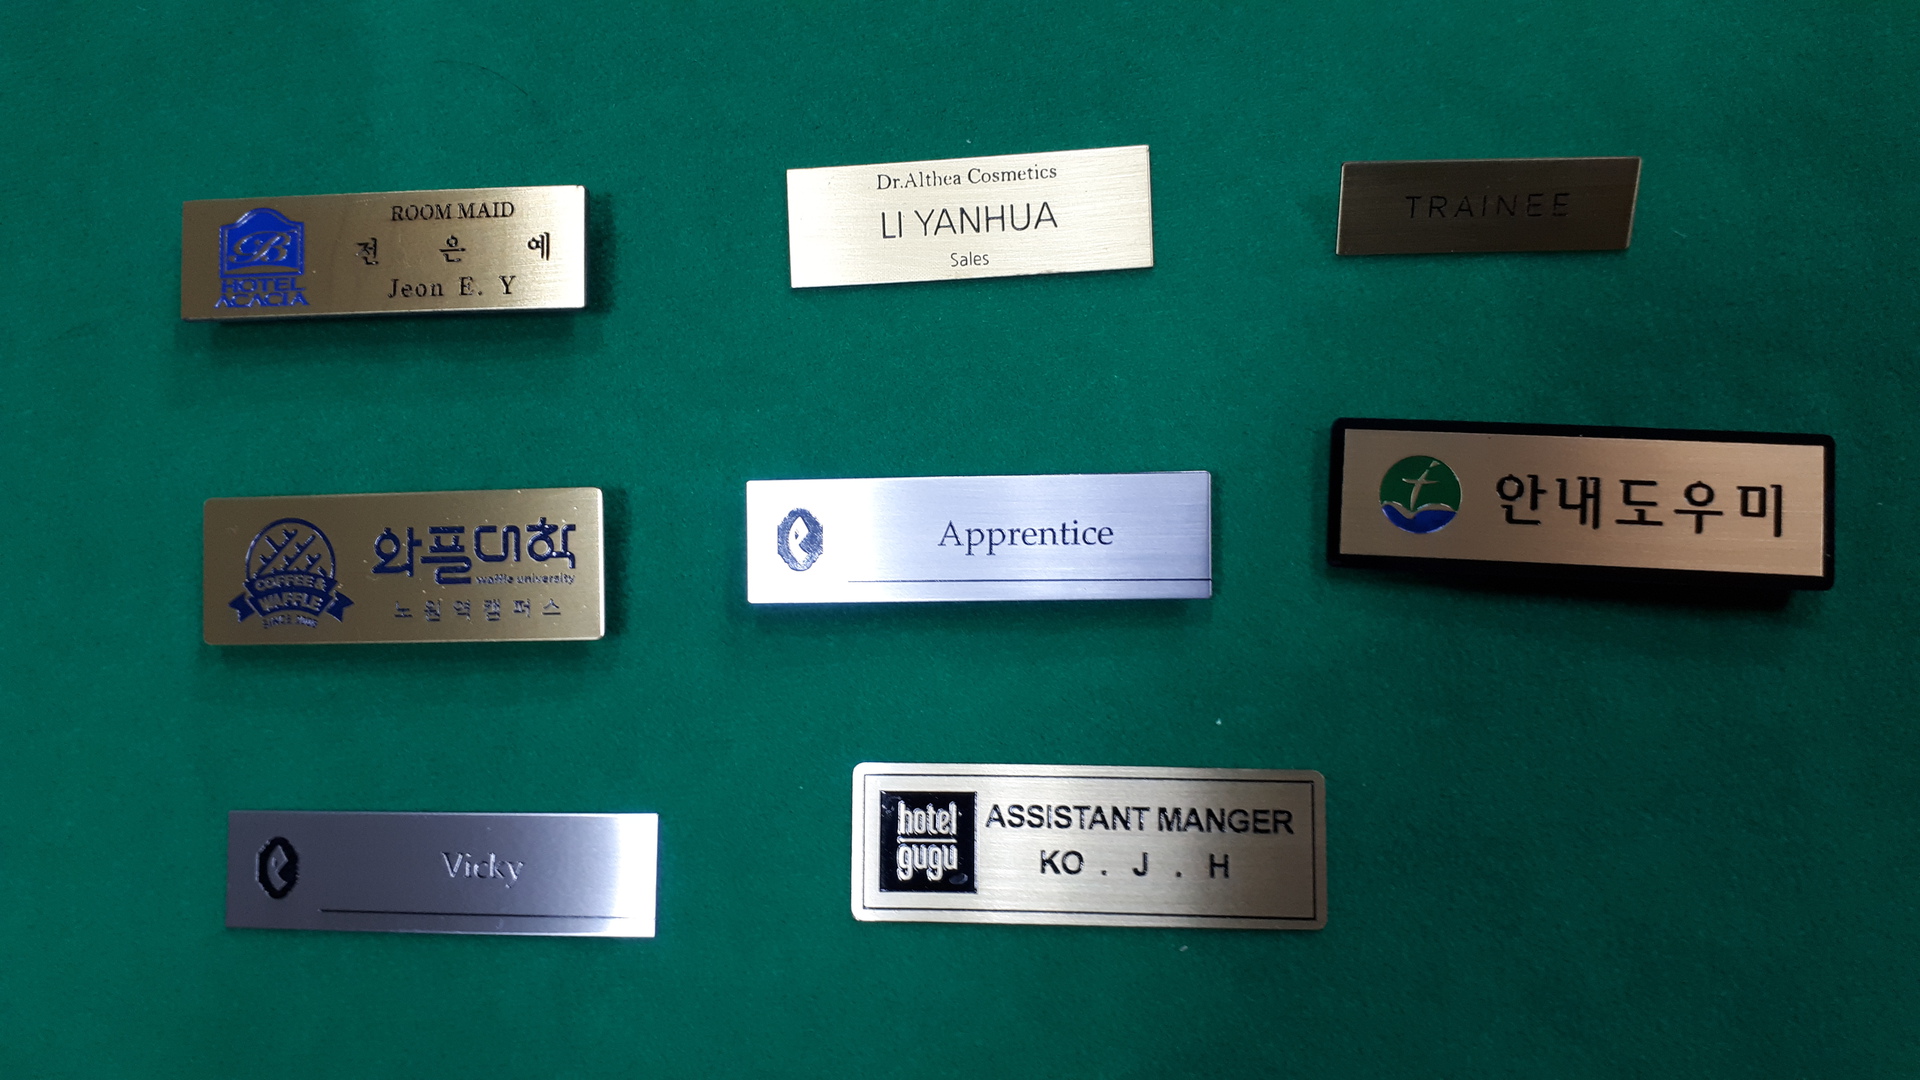 B
HOTEL
ACACIA
ROOM MAID
전 은 예
Jeon E. Y
Dr.Althea Cosmetics
LI YANHUA
Sales
TRAINEE
COFFEE &
WAFFLE
SINCE
와플대학
waffle university
노원역캠퍼스
Apprentice
안내도우미
Vicky
hotel
gugu
ASSISTANT MANGER
KO . J . H